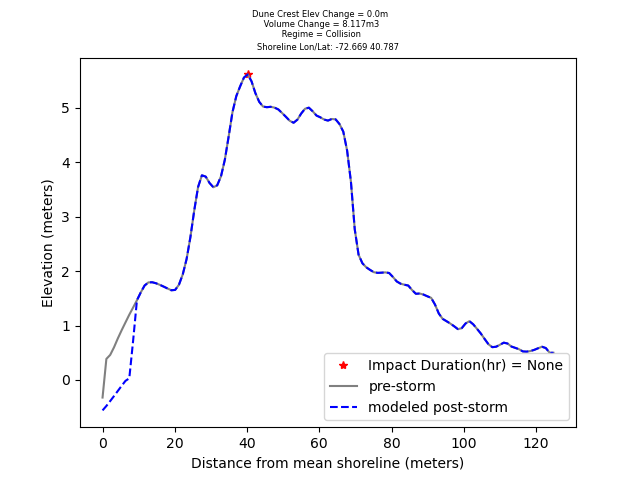 Dune Crest Elev Change = 0.0m
Volume Change = 8.117m3
Regime = Collision
Shoreline Lon/Lat: -72.669 40.787
Elevation (meters)
5
4
3
2
1
0
Impact Duration(hr) = None
pre-storm
modeled post-storm
0 20 40 60 80 100 120
Distance from mean shoreline (meters)